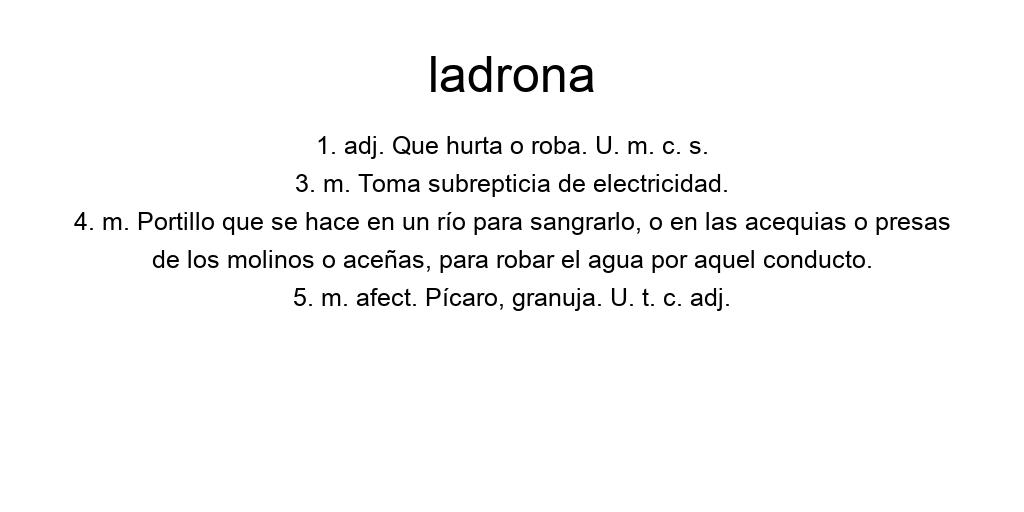 ladrona
1. adj. Que hurta o roba. U. m. c. s.
3. m. Toma subrepticia de electricidad.
4. m. Portillo que se hace en un río para sangrarlo, o en las acequias o presas
de los molinos o aceñas, para robar el agua por aquel conducto.
5. m. afect. Pícaro, granuja. U. t. c. adj.